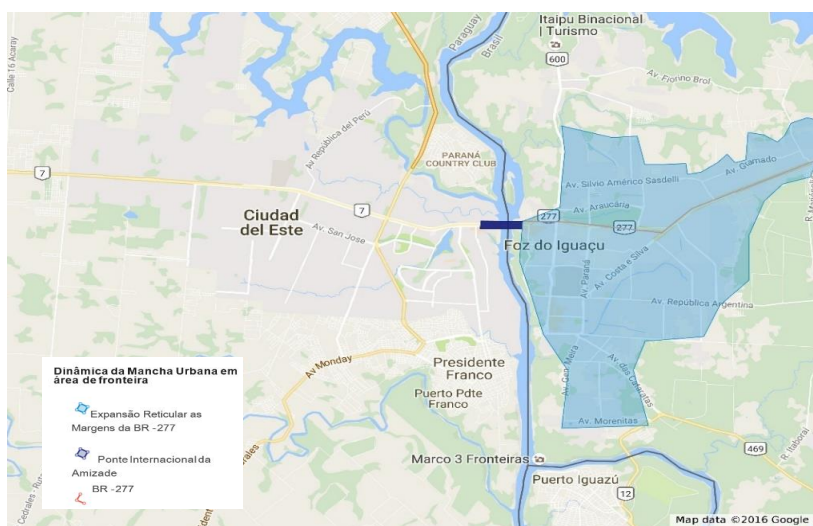 Itaipu Binacional
| Turismo
Paraguay
Brasil
600
Av. Fiorino Brol
Calle 16 Acaray
Av República del Perú
PARANÁ
COUNTRY CLUB
Av. Gramado
7
Av. Silvio Américo Sasdelli
Av. Araucária
7
277
277
Ciudad
del Este
Av. San Jose
Foz do Iguaçu
Av. Paraná
Av. Costa e Silva
Av. República Argentina
Av Monday
Presidente
Franco
Av. Gen. Meira
Av. das Cataratas
Puerto Pdte
Franco
Av. Morenitas
469
R. Itaboraí
Marco 3 Fronteiras
Puerto Iguazú
12
Dinâmica da Mancha Urbana em
área de fronteira
Expansão Reticular as
Margens da BR -277
Ponte Internacional da
Amizade
BR -277
Map data ©2016 Google